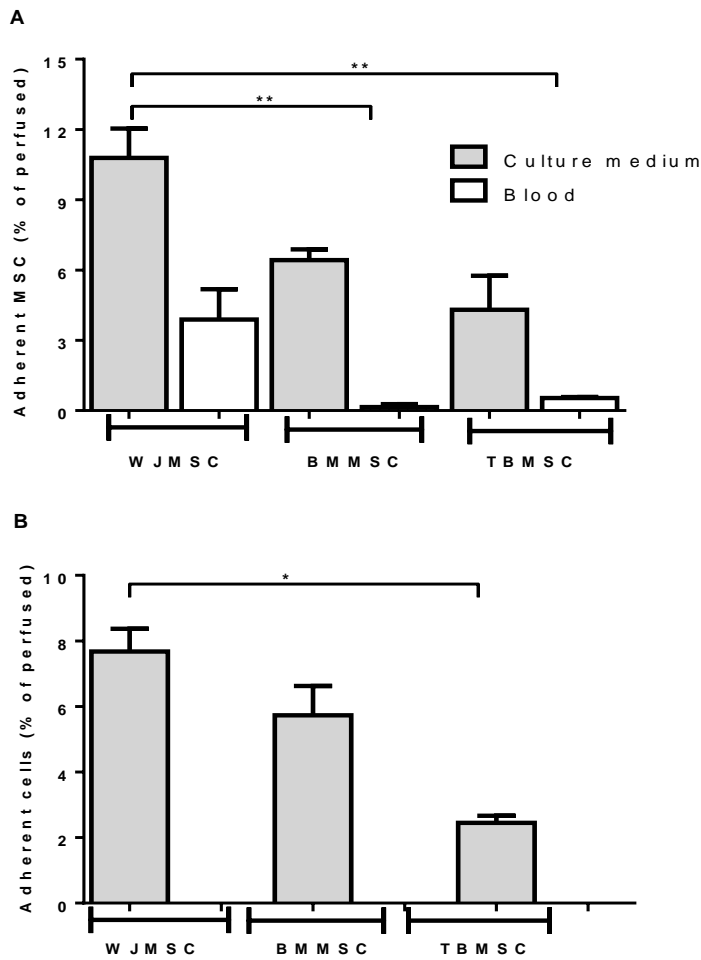 A
Adherent MSC (% of perfused)
15
12
9
6
3
0
**
**
Culture medium
Blood
WJMSC
BMMSC
TBMSC
B
Adherent cells (% of perfused)
10
8
6
4
2
0
*
WJMSC
BMMSC
TBMSC